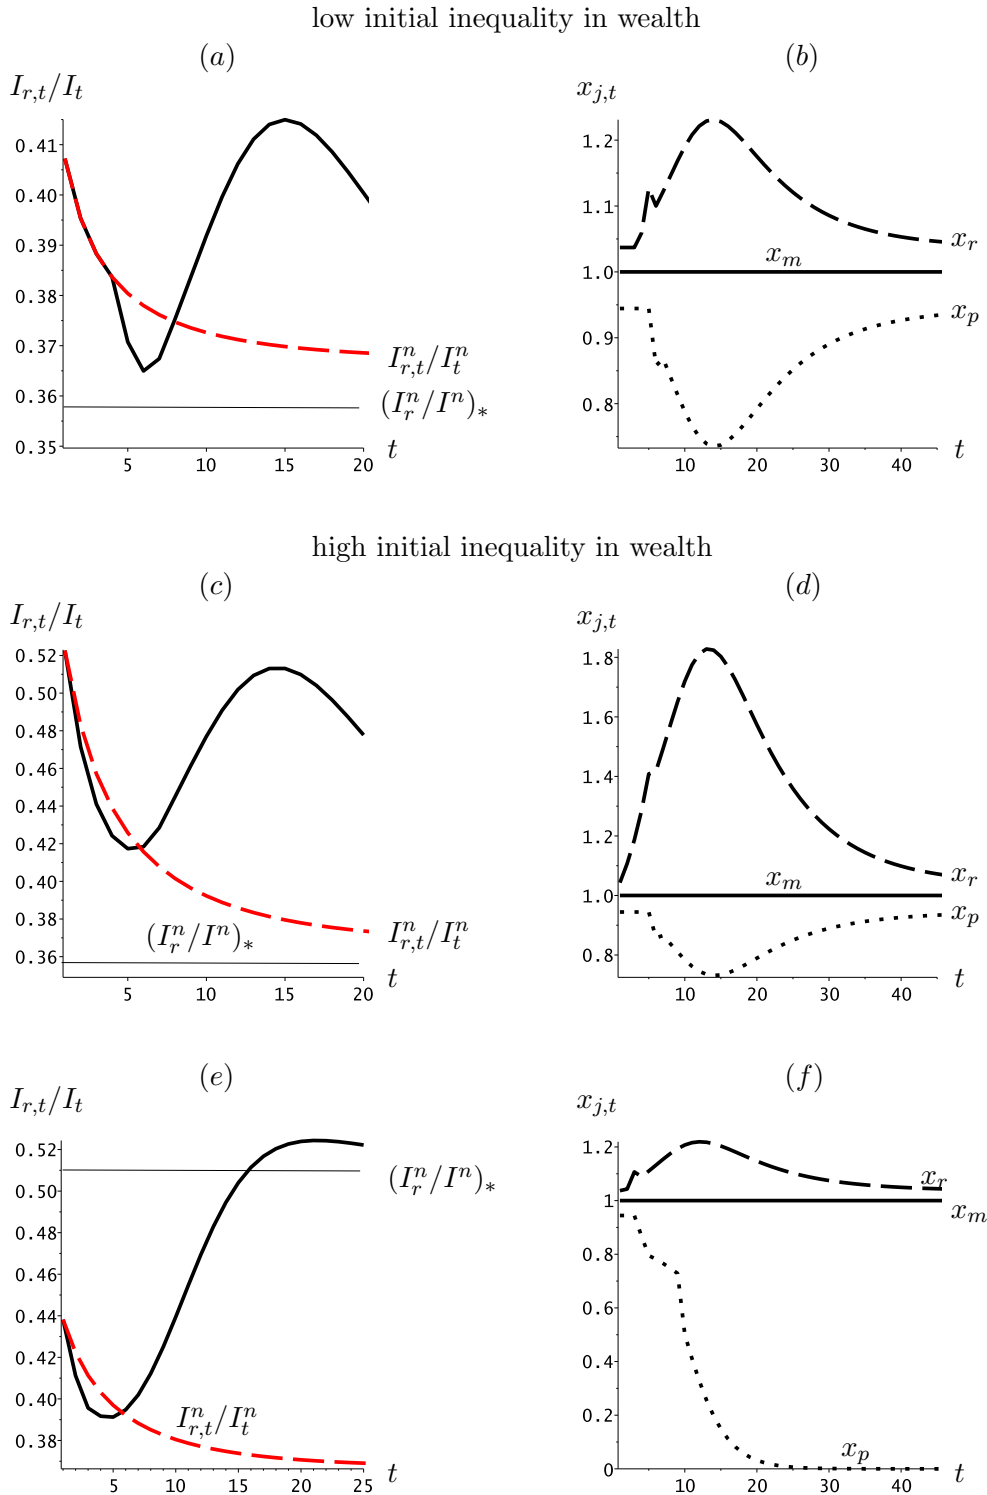 low initial inequality in wealth
(a)
(b)
I_{r,t}/I_t
x_{j,t}
0.41
0.40
0.39
0.38
0.37
0.36
0.35
5
10
15
20
t
I^n_{r,t}/I^n_t
(I^n_r/I^n)_*
1.2
1.1
1.0
0.9
0.8
10
20
30
40
t
x_r
x_m
x_p
high initial inequality in wealth
(c)
(d)
I_{r,t}/I_t
x_{j,t}
0.52
0.50
0.48
0.46
0.44
0.42
0.40
0.38
0.36
5
10
15
20
t
(I^n_r/I^n)_*
I^n_{r,t}/I^n_t
1.8
1.6
1.4
1.2
1.0
0.8
10
20
30
40
t
x_m
x_r
x_p
(e)
(f)
I_{r,t}/I_t
x_{j,t}
0.52
0.50
0.48
0.46
0.44
0.42
0.40
0.38
5
10
15
20
25
t
(I^n_r/I^n)_*
I^n_{r,t}/I^n_t
1.2
1
0.8
0.6
0.4
0.2
0
10
20
30
40
t
x_r
x_m
x_p